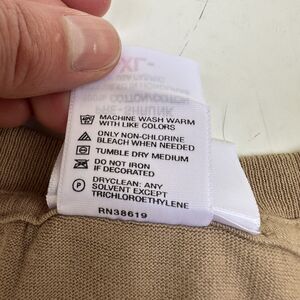 MACHINE WASH WARM
WITH LIKE COLORS
ONLY NON-CHLORINE
BLEACH WHEN NEEDED
TUMBLE DRY MEDIUM
DO NOT IRON
IF DECORATED
P
DRYCLEAN: ANY
SOLVENT EXCEPT
TRICHLOROETHYLENE
RN38619